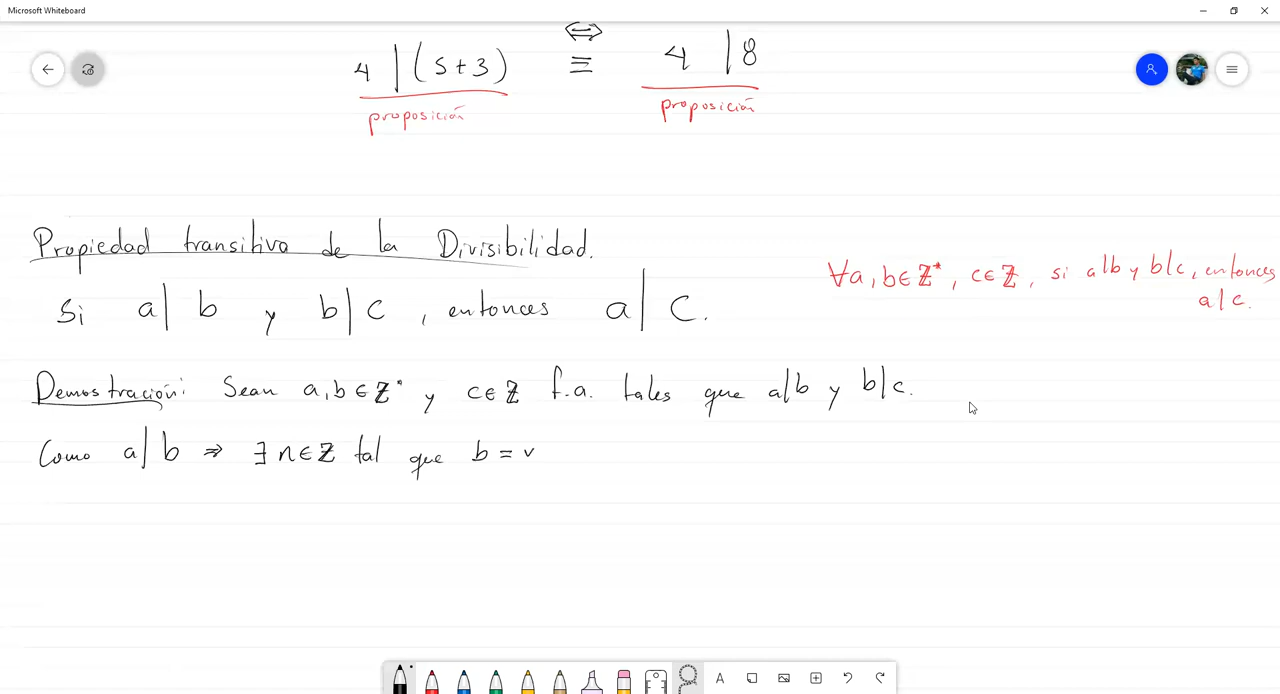 Microsoft Whiteboard
4 | (5+3) ⇔ ≡ 4 | 8
proposición proposición
Propiedad transitiva de la Divisibilidad.
∀a, b ∈ ℤ*, c ∈ ℤ, si a|b y b|c, entonces
a|c.
Si a|b y b|c, entonces a|c.
Demostración: Sean a, b ∈ ℤ* y c ∈ ℤ f.a. tales que a|b y b|c.
Como a|b ⇒ ∃ n ∈ ℤ tal que b =
A